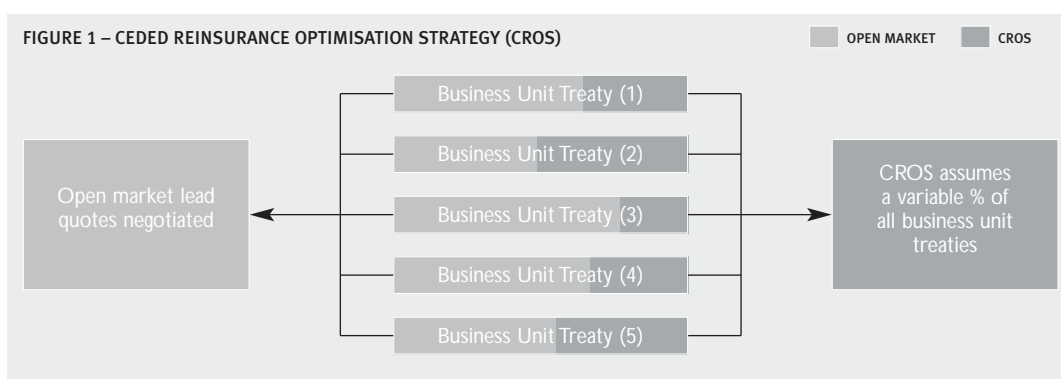 FIGURE 1 – CEDED REINSURANCE OPTIMISATION STRATEGY (CROS)
OPEN MARKET
CROS
Business Unit Treaty (1)
Business Unit Treaty (2)
Business Unit Treaty (3)
Business Unit Treaty (4)
Business Unit Treaty (5)
Open market lead
quotes negotiated
CROS assumes
a variable % of
all business unit
treaties